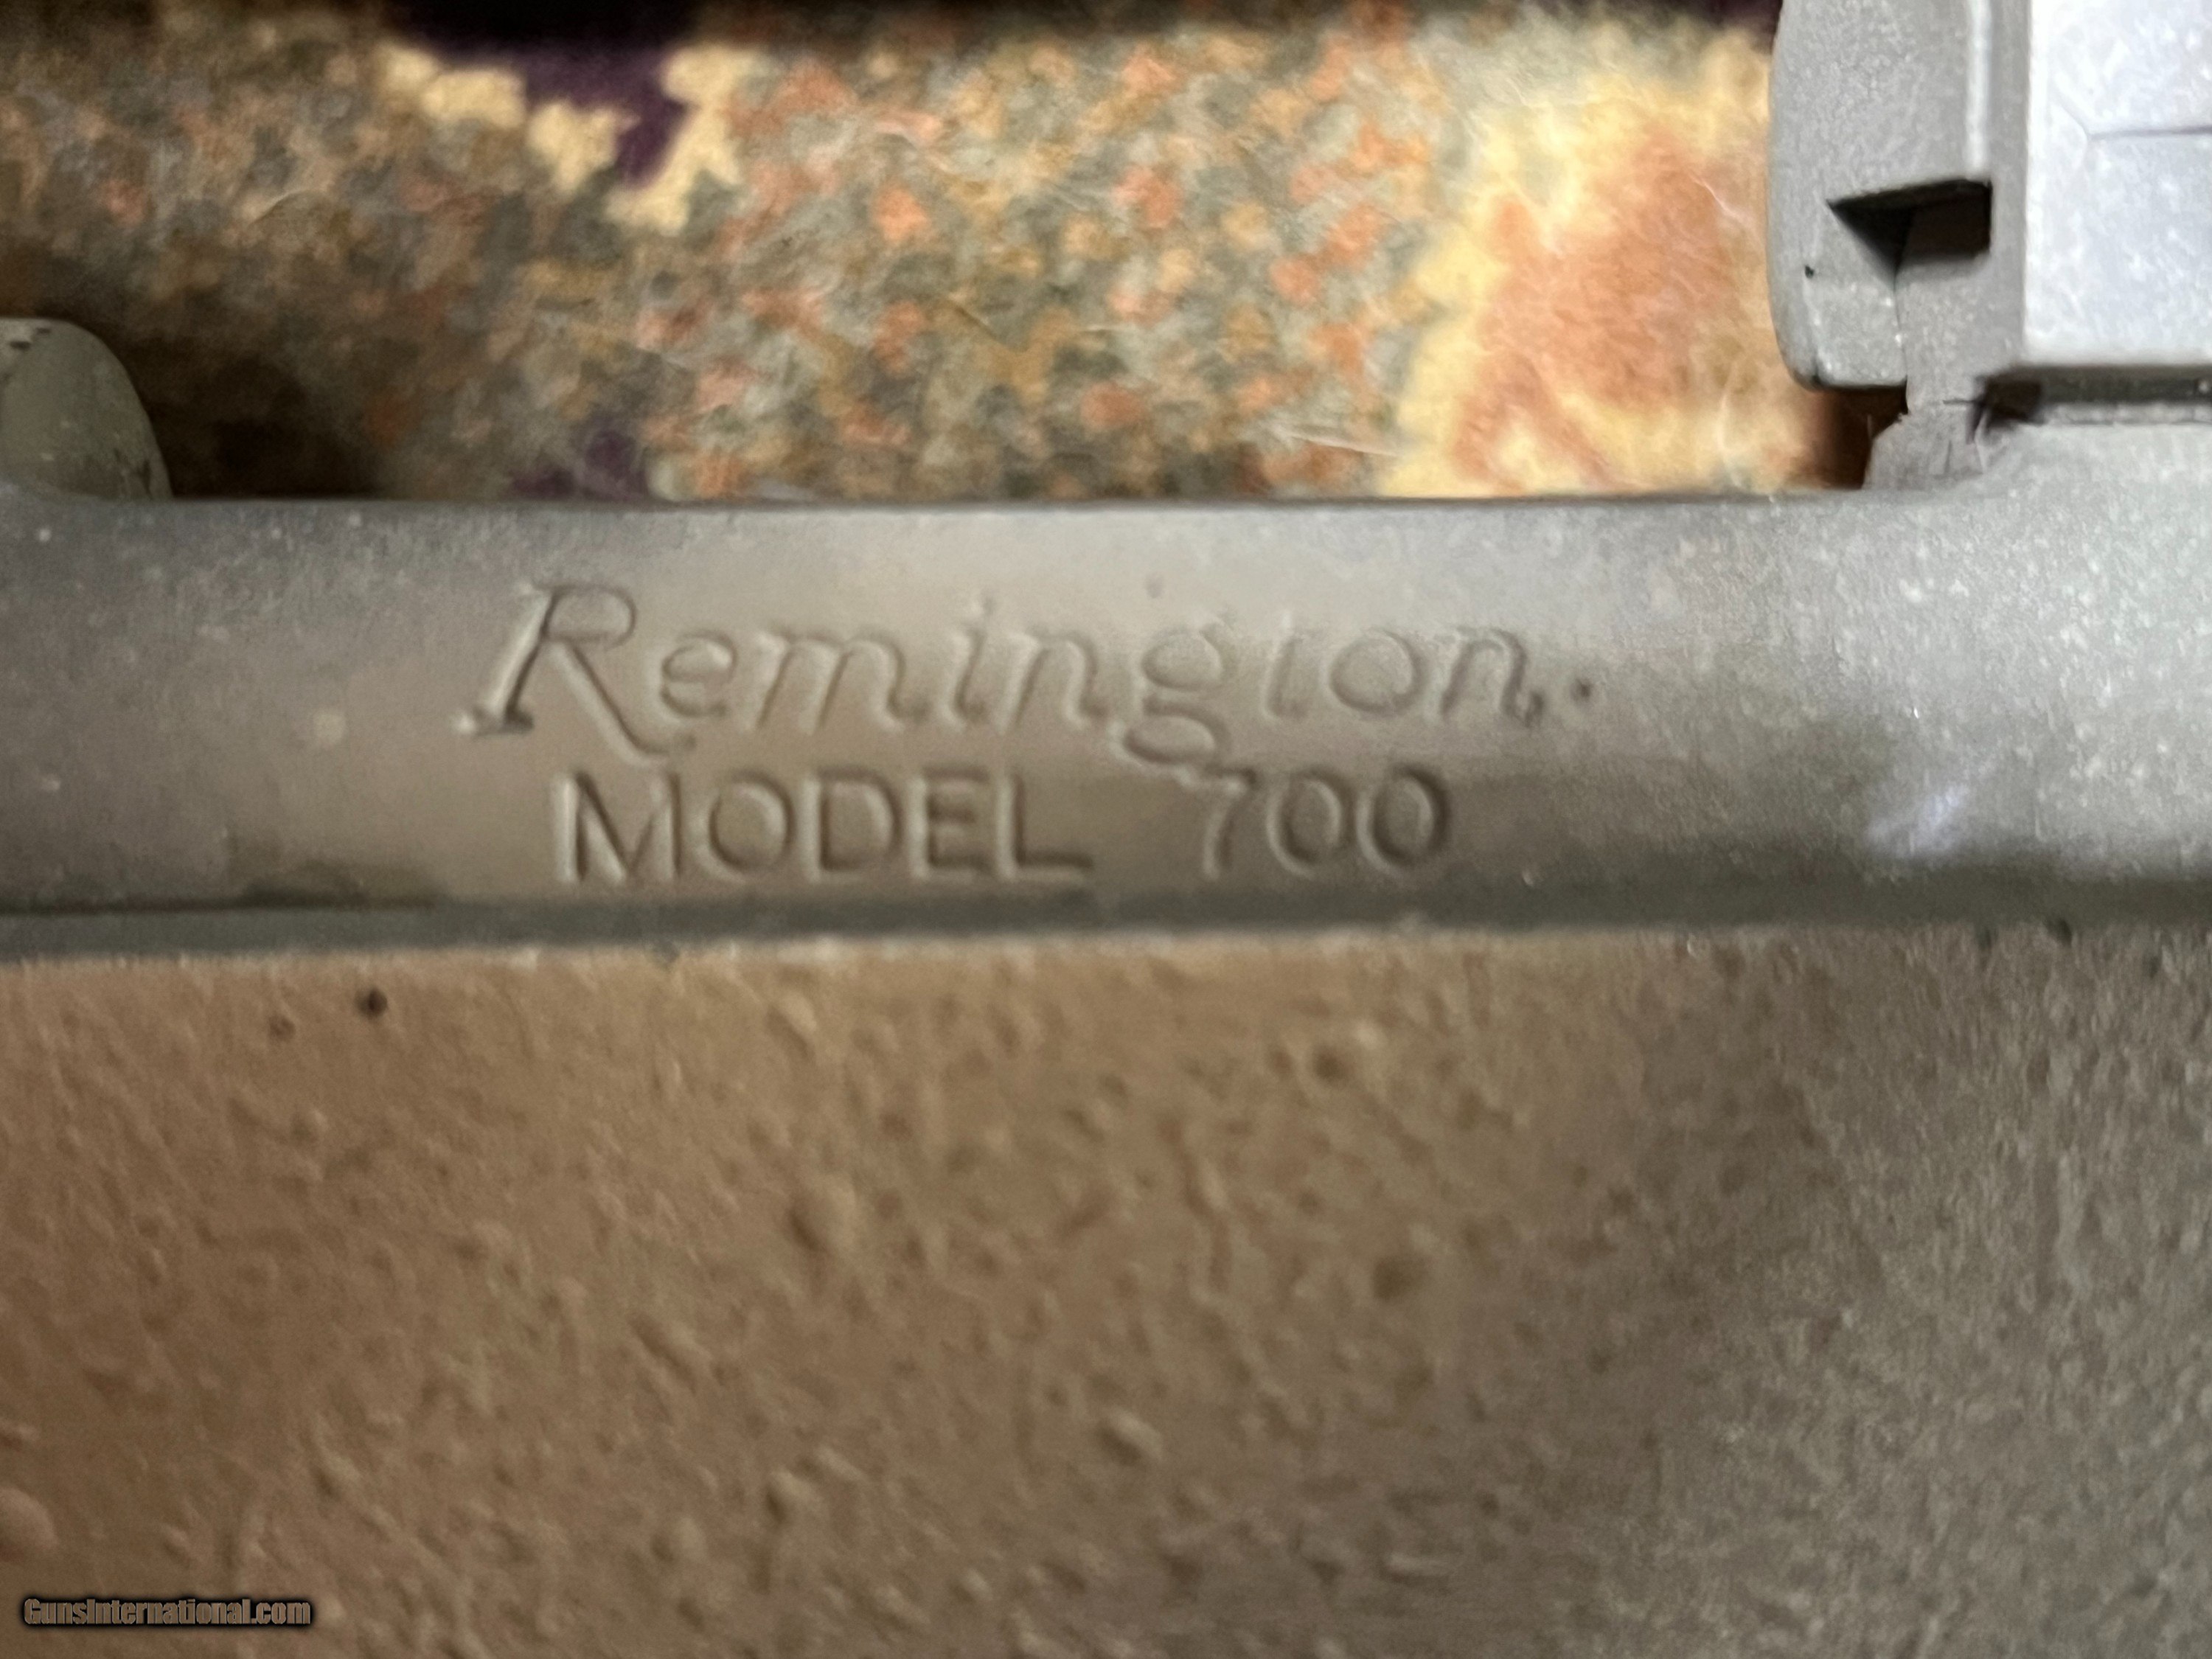 Remington.
MODEL 700
GunsInternational.com